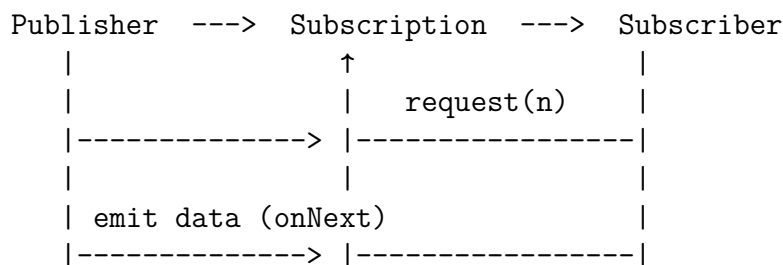 Publisher ---> Subscription ---> Subscriber
| ↑ |
| | request(n) |
|--------------> |-----------------|
| | |
| emit data (onNext) |
|--------------> |-----------------|